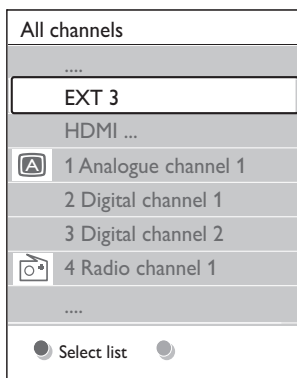 All channels
....
EXT 3
HDMI ...
A 1 Analogue channel 1
2 Digital channel 1
3 Digital channel 2
4 Radio channel 1
....
Select list